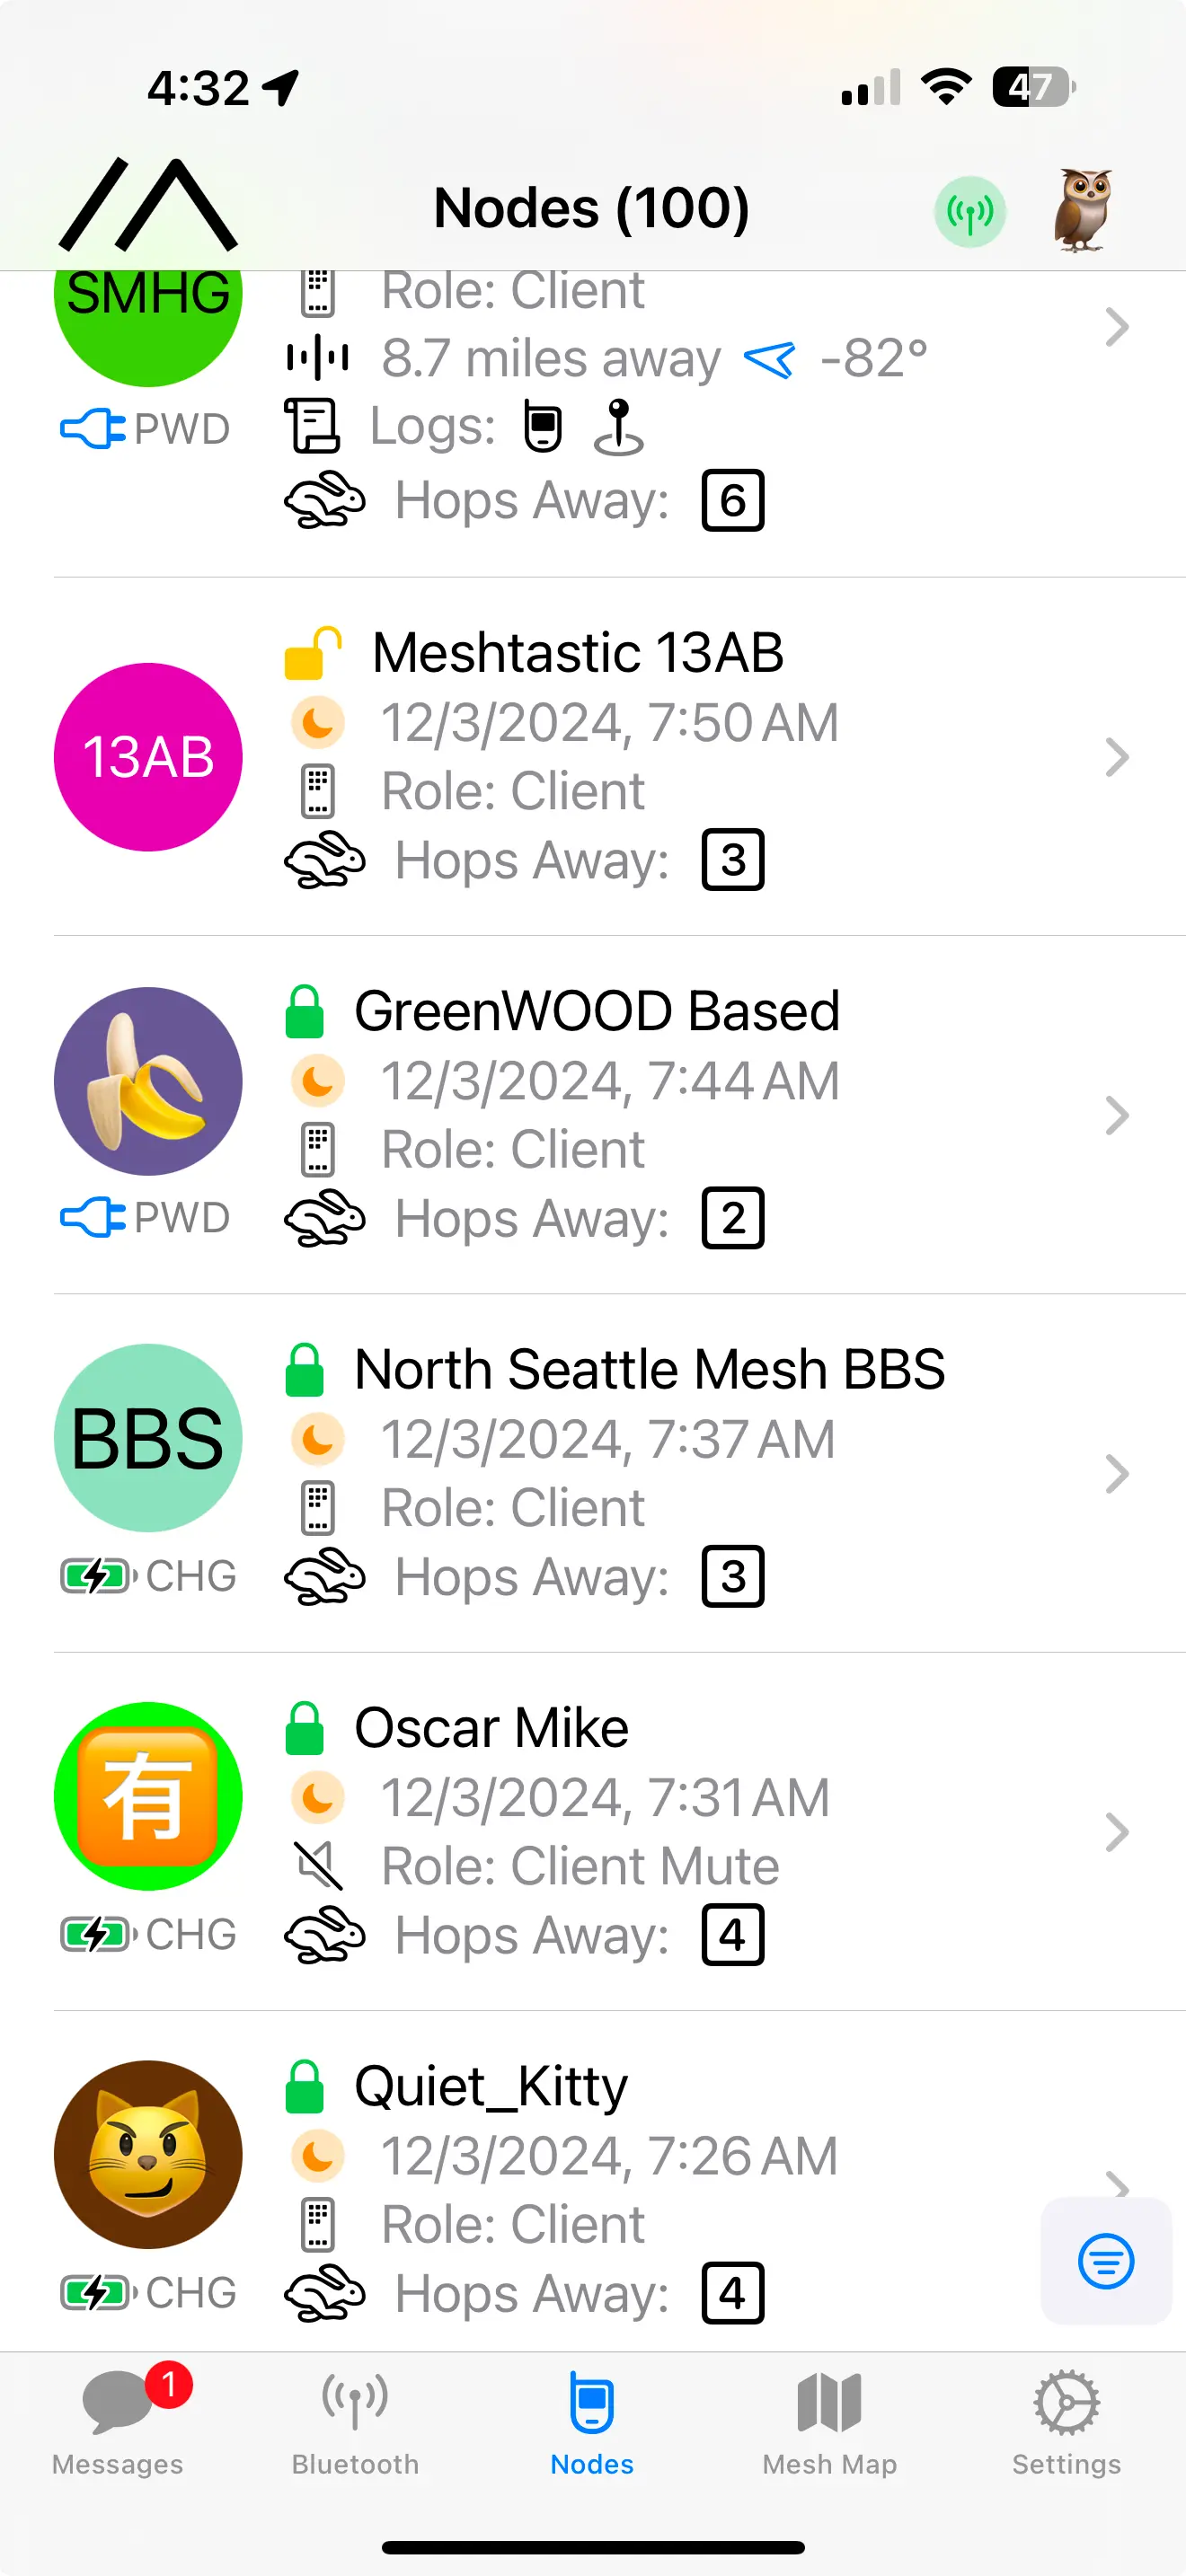 4:32
47
Nodes (100)
SMHG
Role: Client
8.7 miles away -82°
PWD
Logs:
Hops Away: 6
Meshtastic 13AB
12/3/2024, 7:50 AM
13AB
Role: Client
Hops Away: 3
GreenWOOD Based
12/3/2024, 7:44 AM
Role: Client
PWD
Hops Away: 2
North Seattle Mesh BBS
12/3/2024, 7:37 AM
BBS
Role: Client
CHG
Hops Away: 3
Oscar Mike
12/3/2024, 7:31 AM
有
Role: Client Mute
CHG
Hops Away: 4
Quiet_Kitty
12/3/2024, 7:26 AM
Role: Client
CHG
Hops Away: 4
1
Messages
Bluetooth
Nodes
Mesh Map
Settings